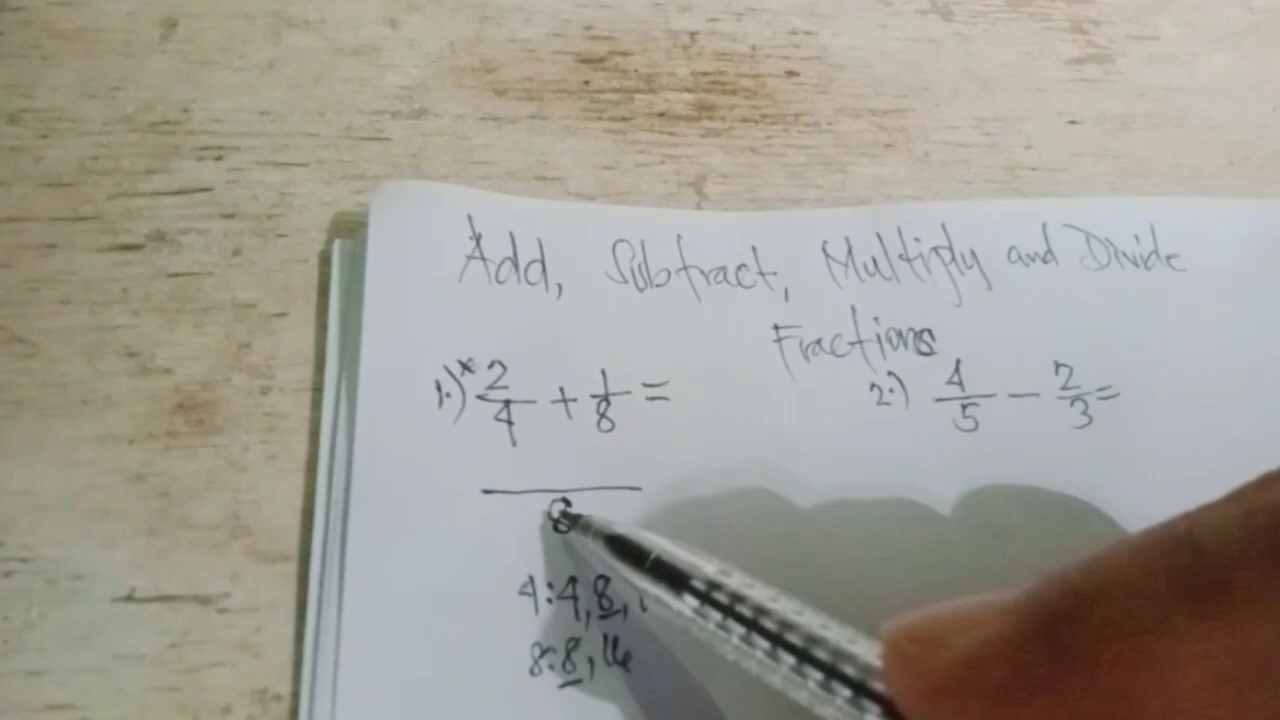 Add, Subtract, Multiply and Divide
Fractions
1.) * 2/4 + 1/8 =
2.) 4/5 - 2/3 =
8
4:4, 8,
8:8, 16